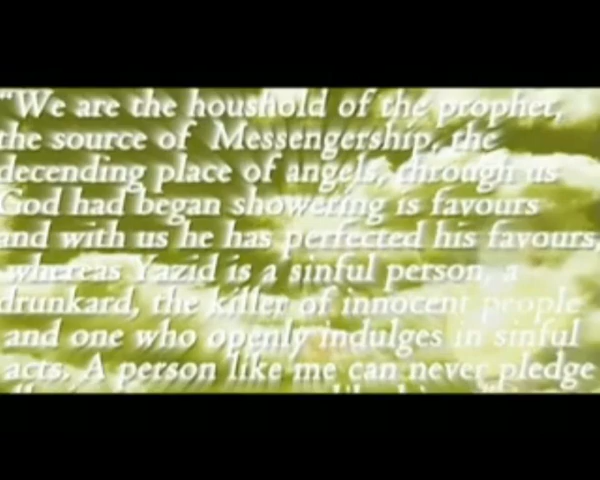 “We are the houshold of the prophet,
the source of Messengership, the
decending place of angels, through us
God had began showering is favours
and with us he has perfected his favours,
whereas Yazid is a sinful person, a
drunkard, the killer of innocent people
and one who openly indulges in sinful
acts. A person like me can never pledge